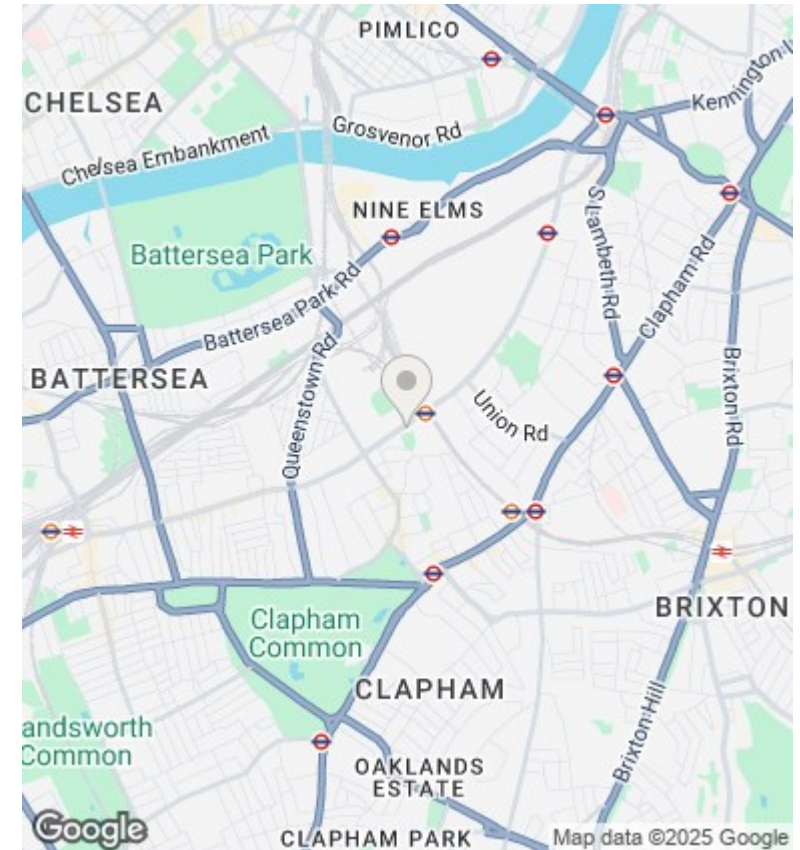 PIMLICO
CHELSEA
Kennington L
Grosvenor Rd
Chelsea Embankment
NINE ELMS
S Lambeth Rd
Clapham Rd
Battersea Park
Battersea Park Rd
BATTERSEA
Queenstown Rd
Union Rd
Brixton Rd
Clapham
Common
BRIXTON
CLAPHAM
andsworth
Common
Brixton Hill
OAKLANDS
ESTATE
Google
CLAPHAM PARK
Map data ©2025 Google